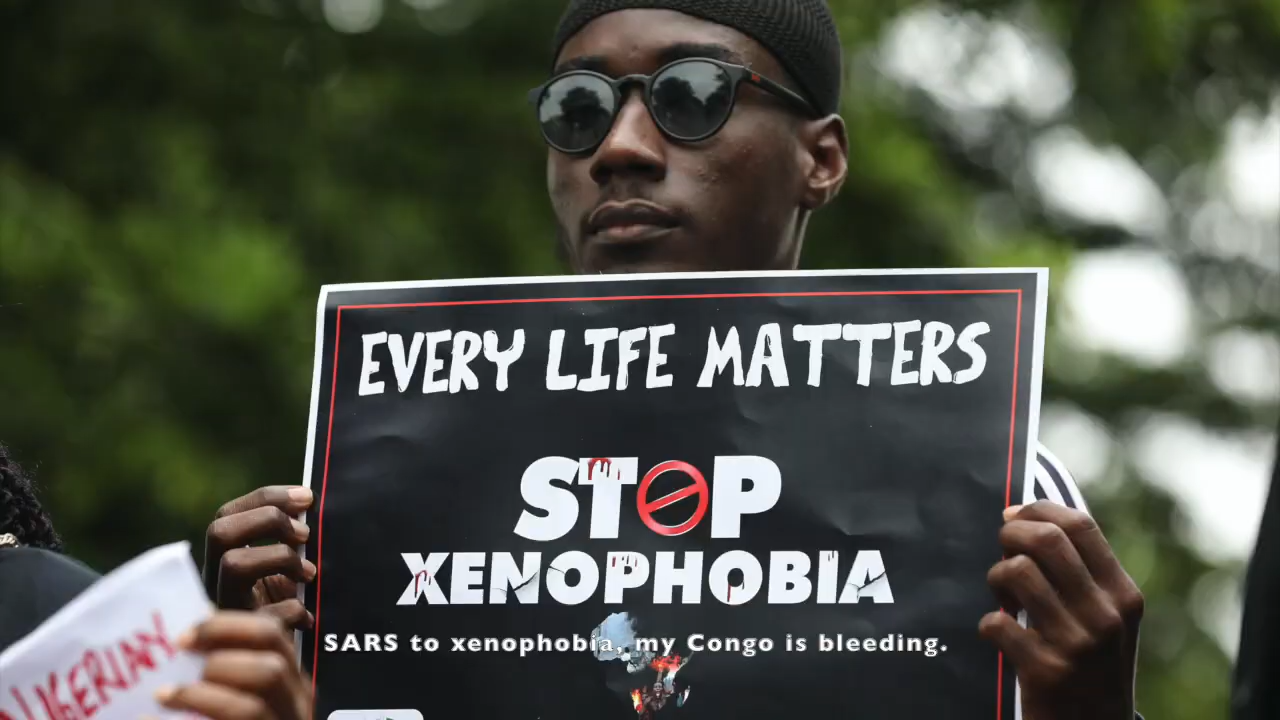 EVERY LIFE MATTERS
STOP
XENOPHOBIA
SARS to xenophobia, my Congo is bleeding.